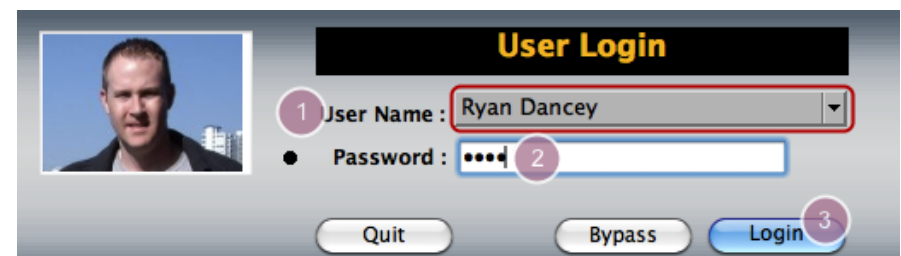 User Login
1 User Name : Ryan Dancey
Password : •••• 2
Quit Bypass Login 3